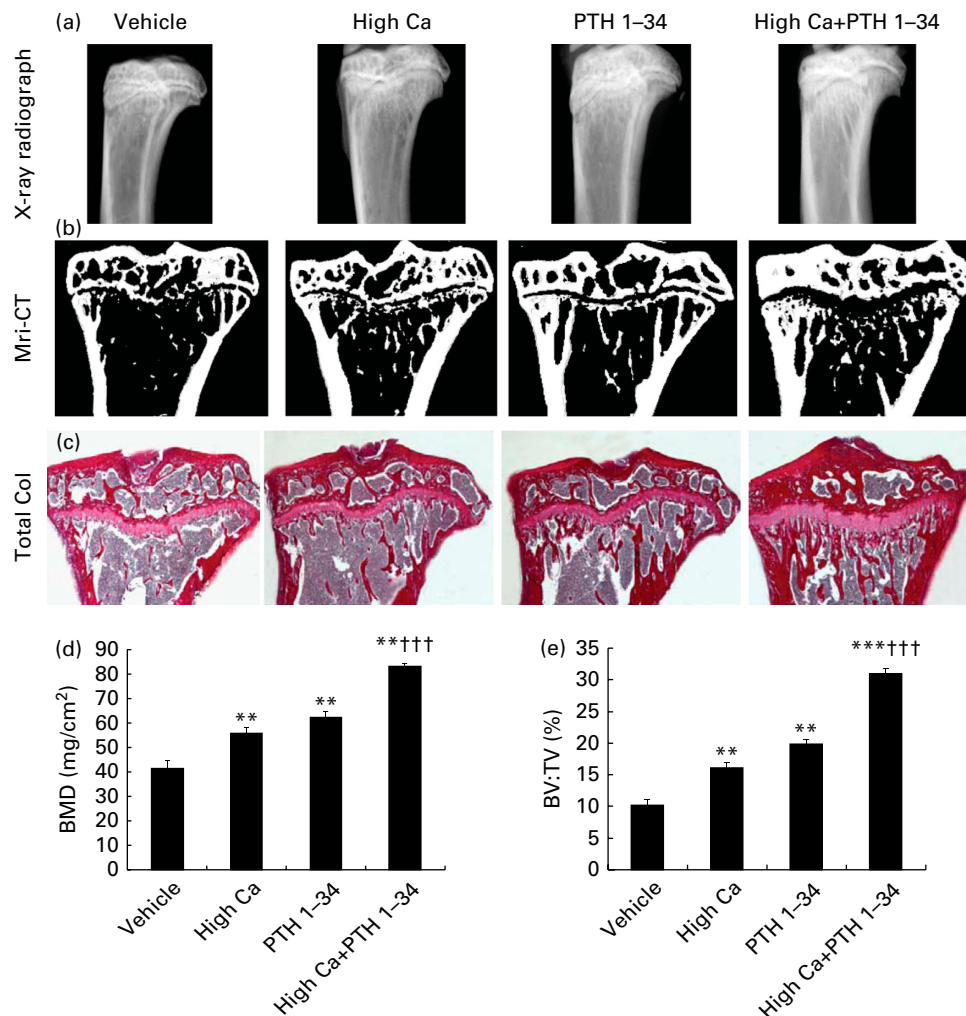 (a) Vehicle High Ca PTH 1–34 High Ca+PTH 1–34
X-ray radiograph
(b)
Mri-CT
(c)
Total Col
(d)
BMD (mg/cm²)
90
80
70
60
50
40
30
20
10
0
** ** **†††
Vehicle
High Ca
PTH 1–34
High Ca+PTH 1–34
(e)
BV:TV (%)
35
30
25
20
15
10
5
0
** ** ***†††
Vehicle
High Ca
PTH 1–34
High Ca+PTH 1–34